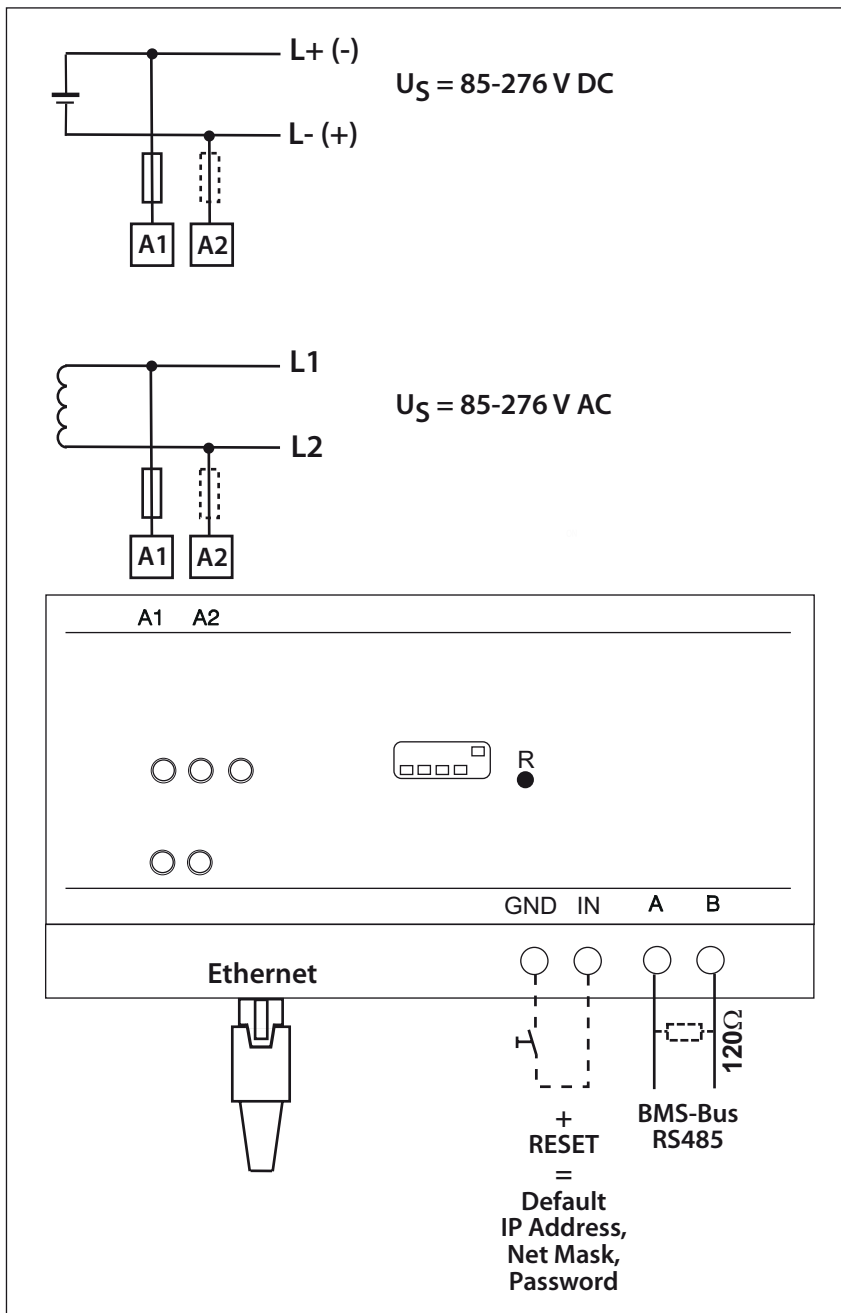 L+ (-)
US = 85-276 V DC
L- (+)
A1 A2
L1
US = 85-276 V AC
L2
A1 A2
A1 A2
R
GND IN A B
Ethernet
120Ω
+
RESET
=
Default
IP Address,
Net Mask,
Password
BMS-Bus
RS485